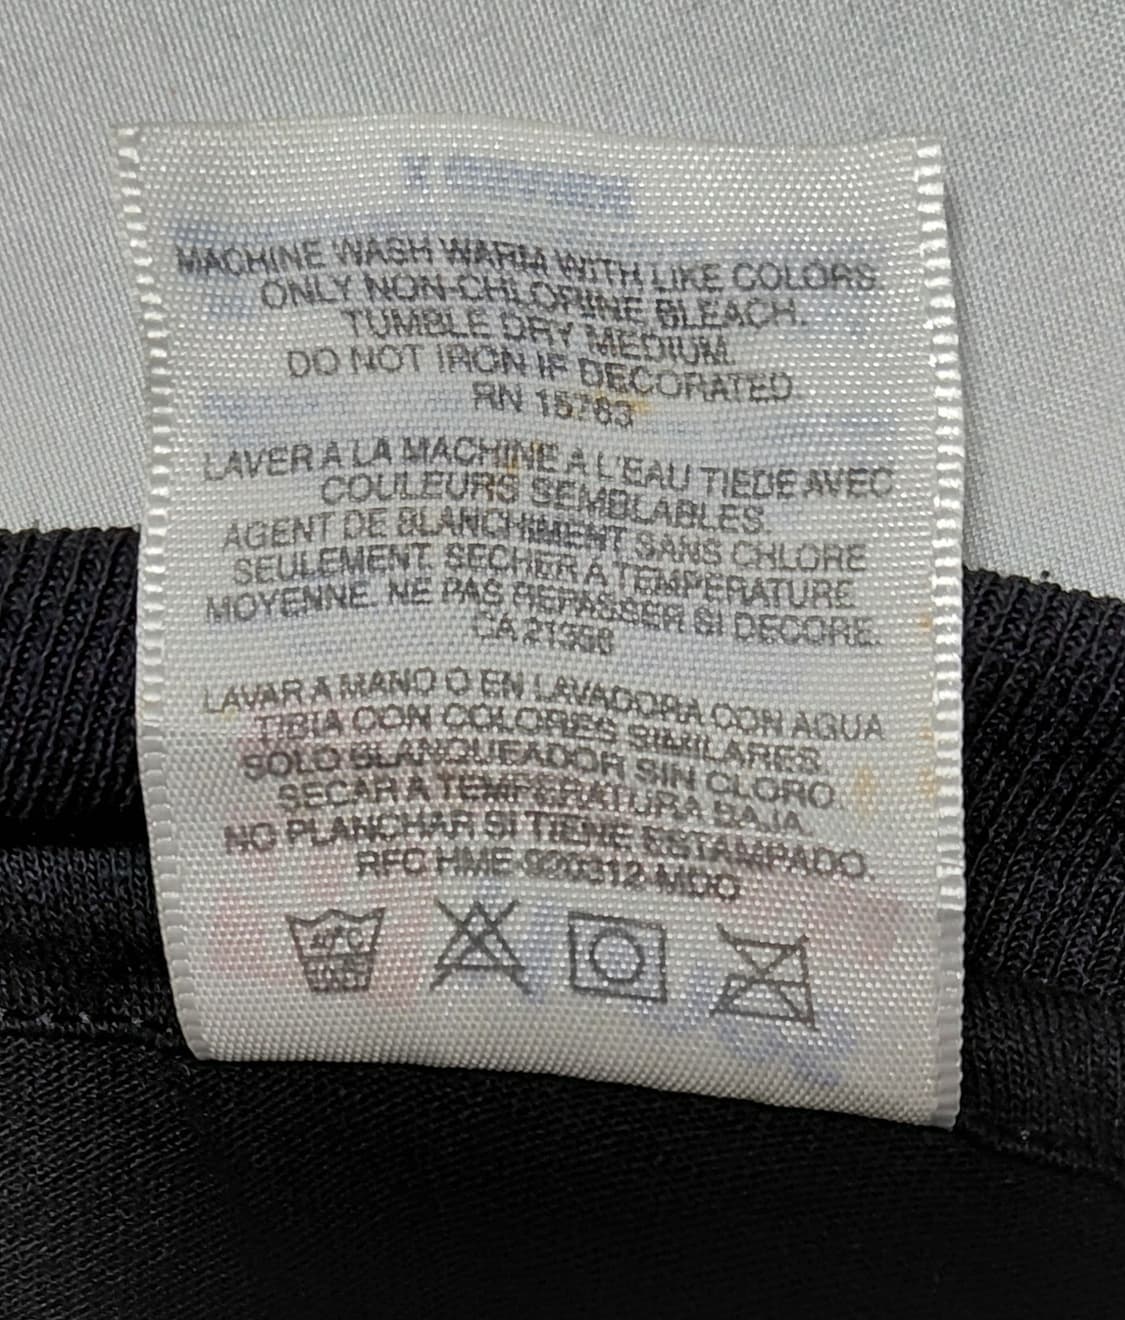 MACHINE WASH WARM WITH LIKE COLORS.
ONLY NON-CHLORINE BLEACH.
TUMBLE DRY MEDIUM.
DO NOT IRON IF DECORATED.
RN 15763
LAVER A LA MACHINE A L'EAU TIEDE AVEC
COULEURS SEMBLABLES.
AGENT DE BLANCHIMENT SANS CHLORE
SEULEMENT. SECHER A TEMPERATURE
MOYENNE. NE PAS REPASSER SI DECORE.
CA
LAVAR A MANO O EN LAVADORA CON AGUA
TIBIA CON COLORES SIMILARES.
SOLO BLANQUEADOR SIN CLORO.
SECAR A TEMPERATURA BAJA.
NO PLANCHAR SI TIENE ESTAMPADO.
RFC HME-920312-MDO